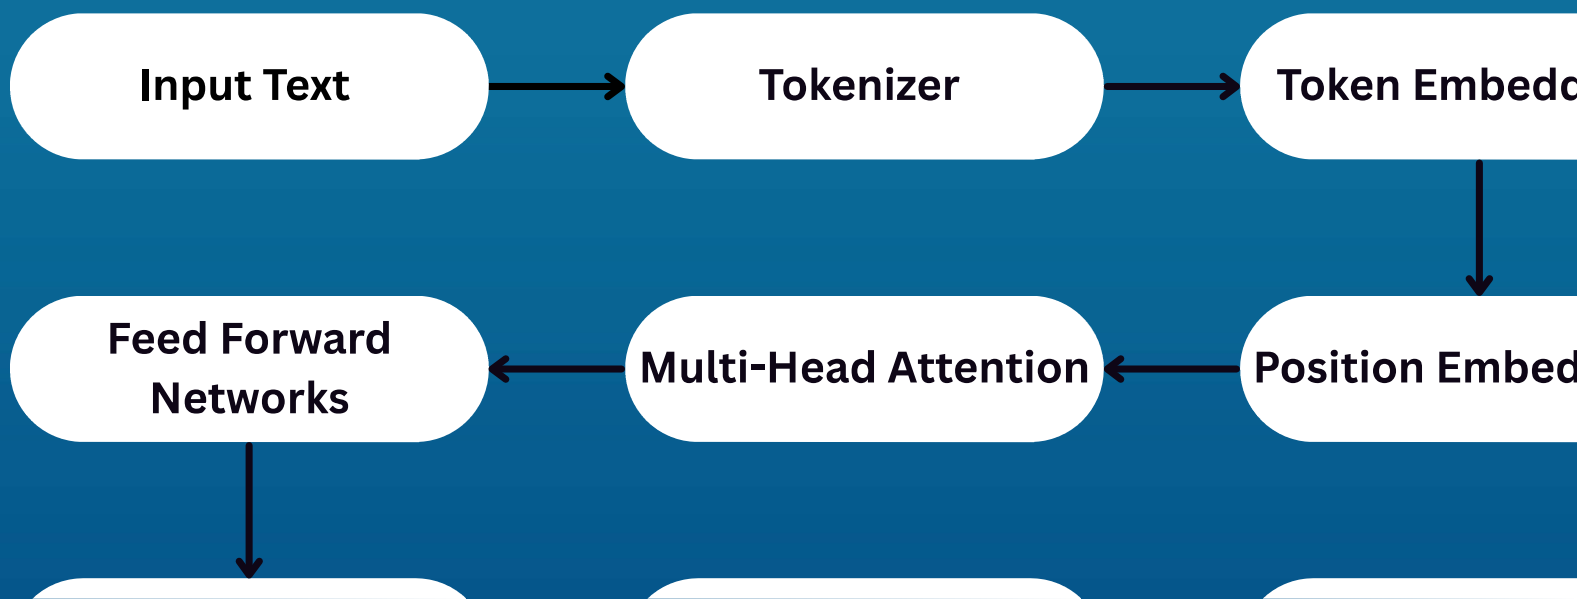 Input Text
Tokenizer
Token Embedd
Position Embed
Multi-Head Attention
Feed Forward
Networks